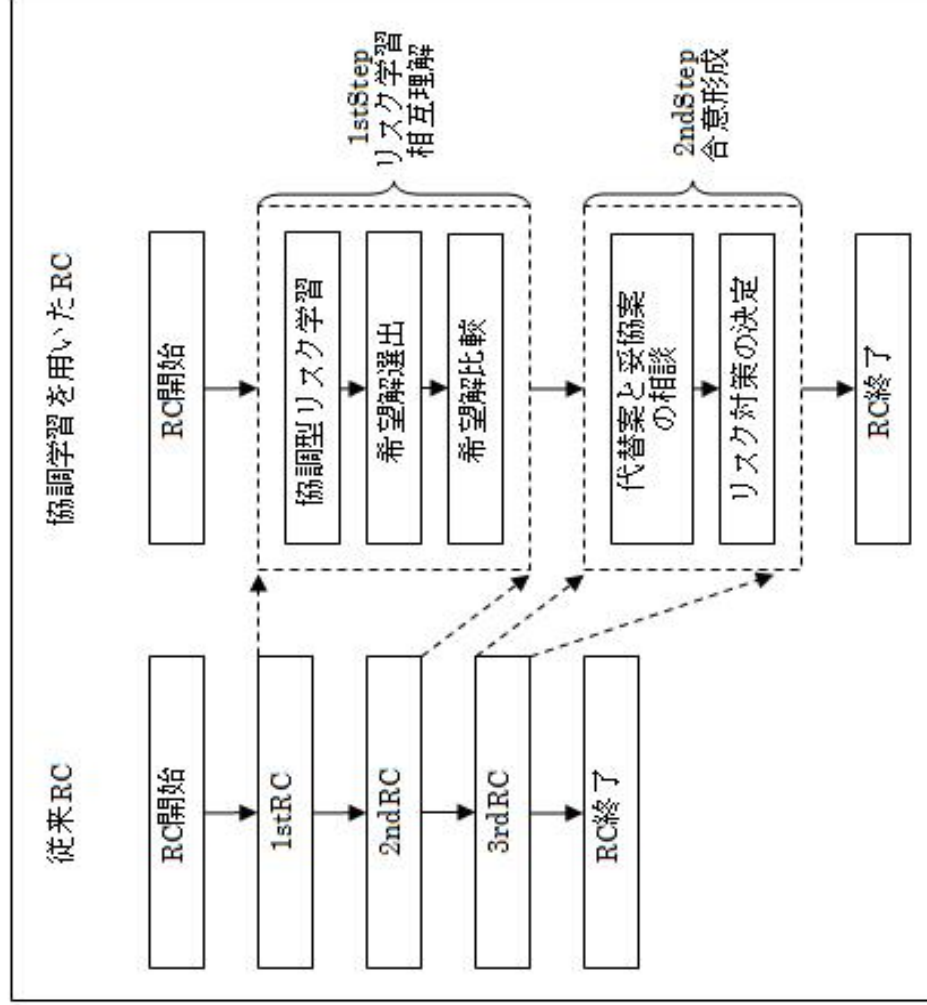 従来RC
RC開始
1stRC
2ndRC
3rdRC
RC終了
協調学習を用いたRC
RC開始
協調型リスク学習
希望解選出
希望解比較
代替案と妥協案
の相談
リスク対策の決定
RC終了
1stStep
リスク学習
相互理解
2ndStep
合意形成